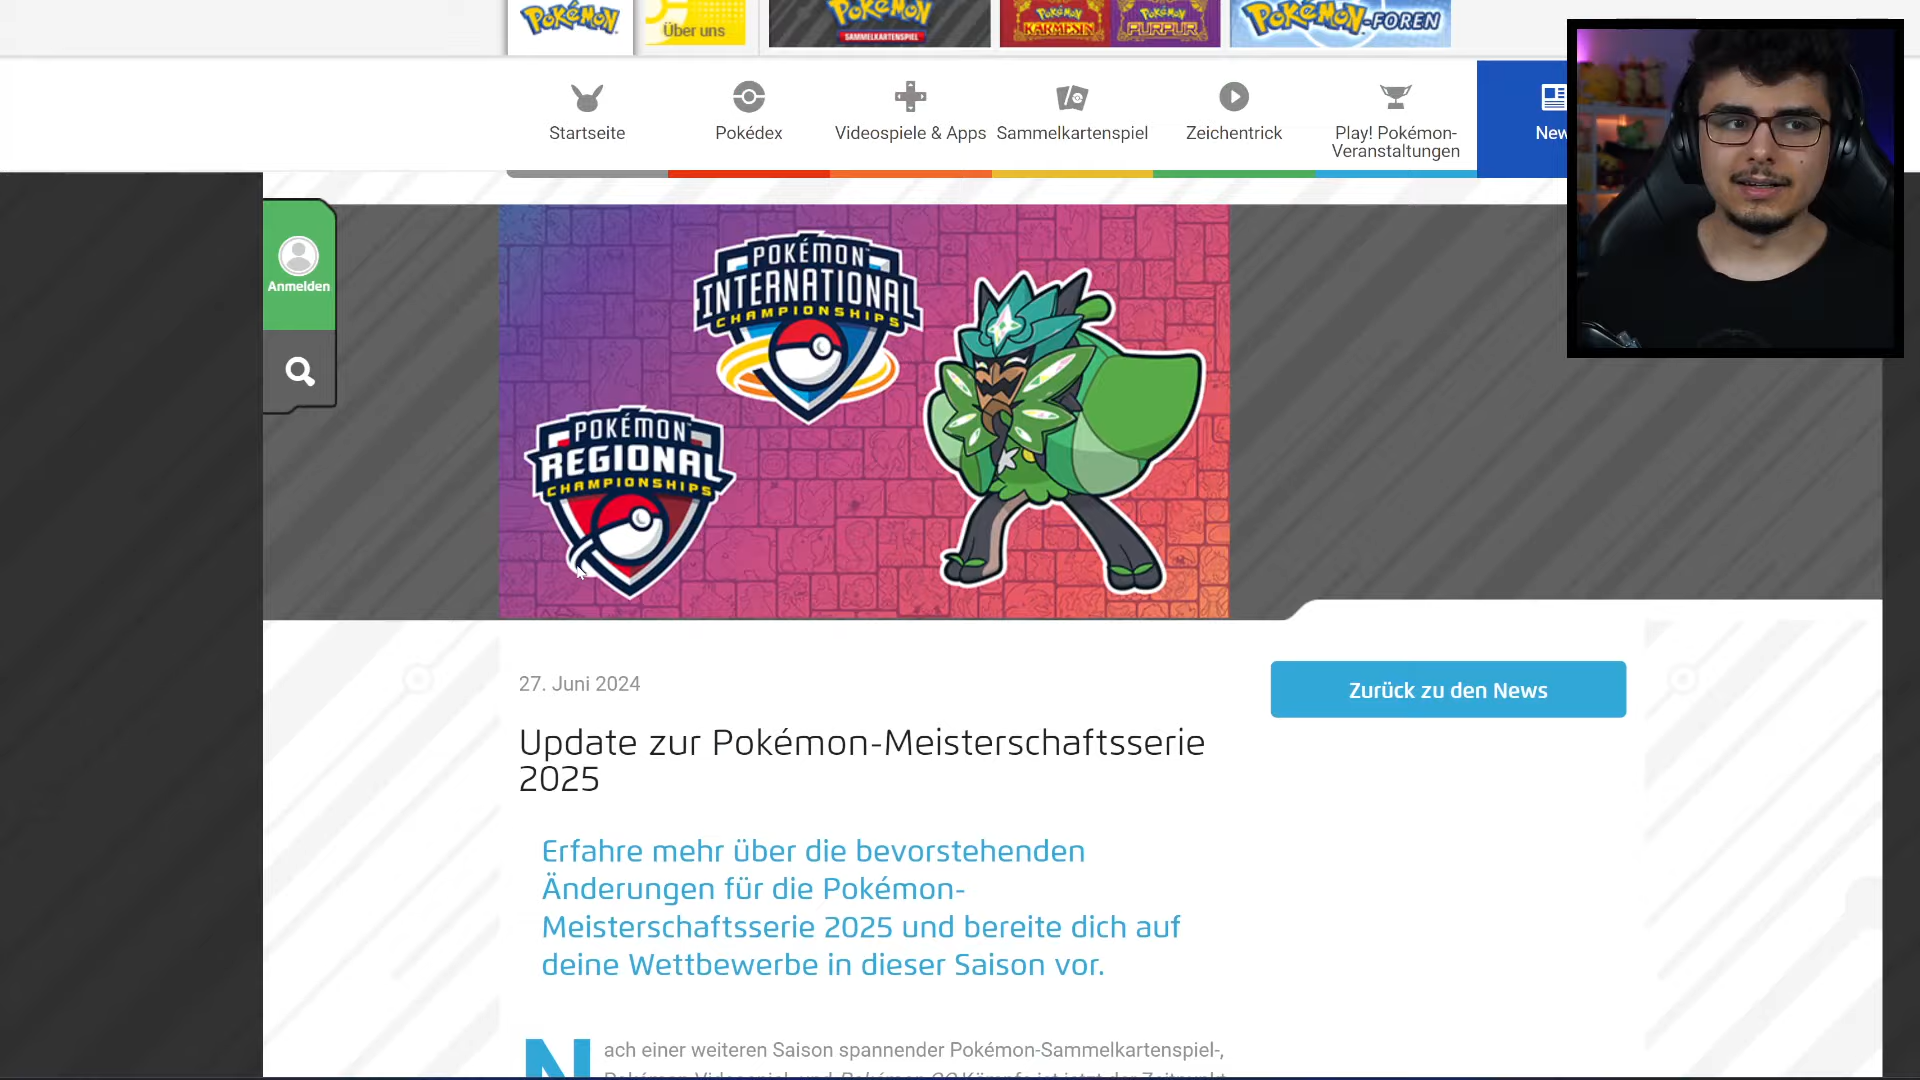 Pokémon
Über uns
Pokémon
SAMMELKARTENSPIEL
Pokémon
KARMESIN
Pokémon
PURPUR
Pokémon-FOREN
Startseite
Pokédex
Videospiele & Apps
Sammelkartenspiel
Zeichentrick
Play! Pokémon-
Veranstaltungen
Anmelden
POKÉMON
INTERNATIONAL
CHAMPIONSHIPS
POKÉMON
REGIONAL
CHAMPIONSHIPS
27. Juni 2024
Zurück zu den News
Update zur Pokémon-Meisterschaftsserie
2025
Erfahre mehr über die bevorstehenden
Änderungen für die Pokémon-
Meisterschaftsserie 2025 und bereite dich auf
deine Wettbewerbe in dieser Saison vor.
Nach einer weiteren Saison spannender Pokémon-Sammelkartenspiel-,